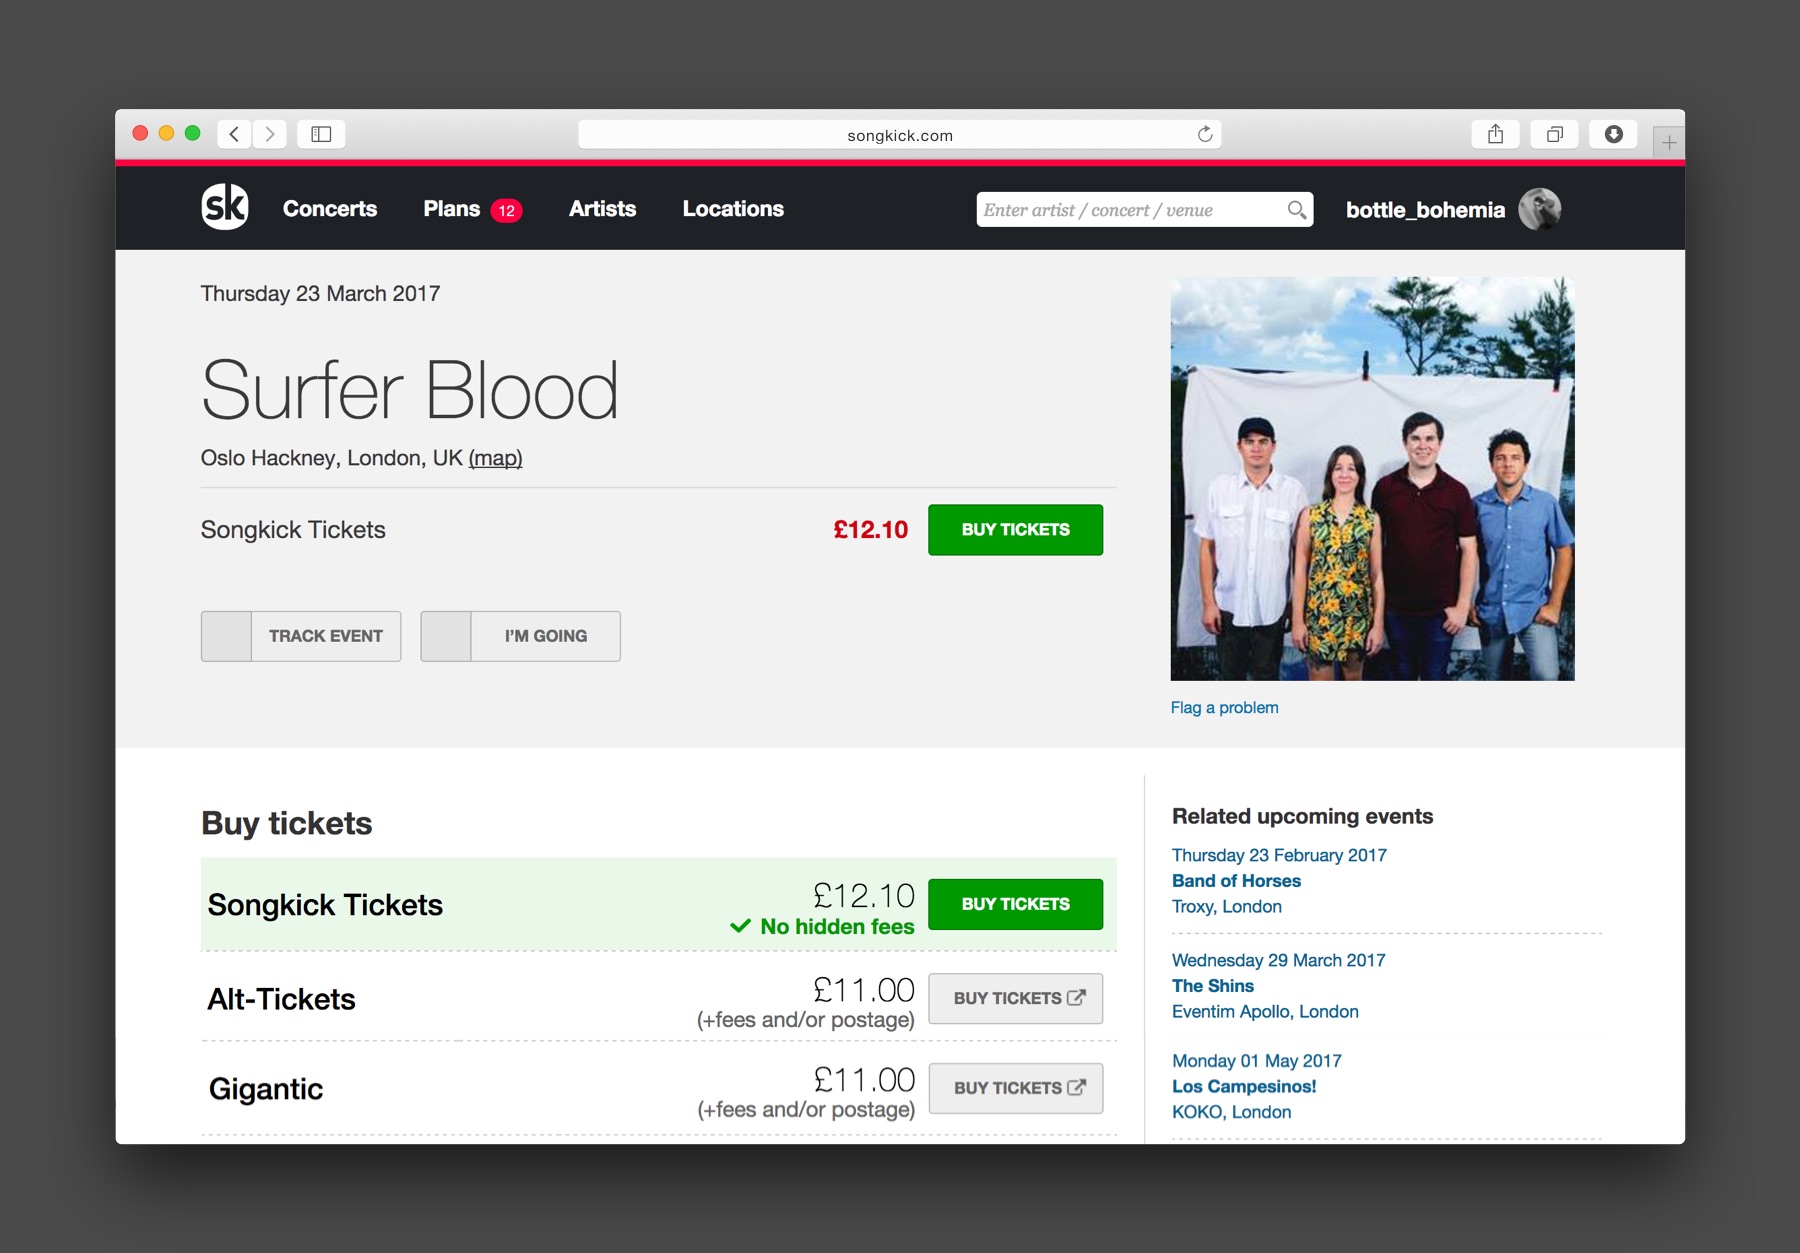 songkick.com
sk
Concerts
Plans 12
Artists
Locations
Enter artist / concert / venue
bottle_bohemia
Thursday 23 March 2017
Surfer Blood
Oslo Hackney, London, UK (map)
Songkick Tickets
£12.10
BUY TICKETS
TRACK EVENT
I'M GOING
Flag a problem
Buy tickets
Songkick Tickets
£12.10
No hidden fees
BUY TICKETS
Alt-Tickets
£11.00
(+fees and/or postage)
BUY TICKETS
Gigantic
£11.00
(+fees and/or postage)
BUY TICKETS
Related upcoming events
Thursday 23 February 2017
Band of Horses
Troxy, London
Wednesday 29 March 2017
The Shins
Eventim Apollo, London
Monday 01 May 2017
Los Campesinos!
KOKO, London